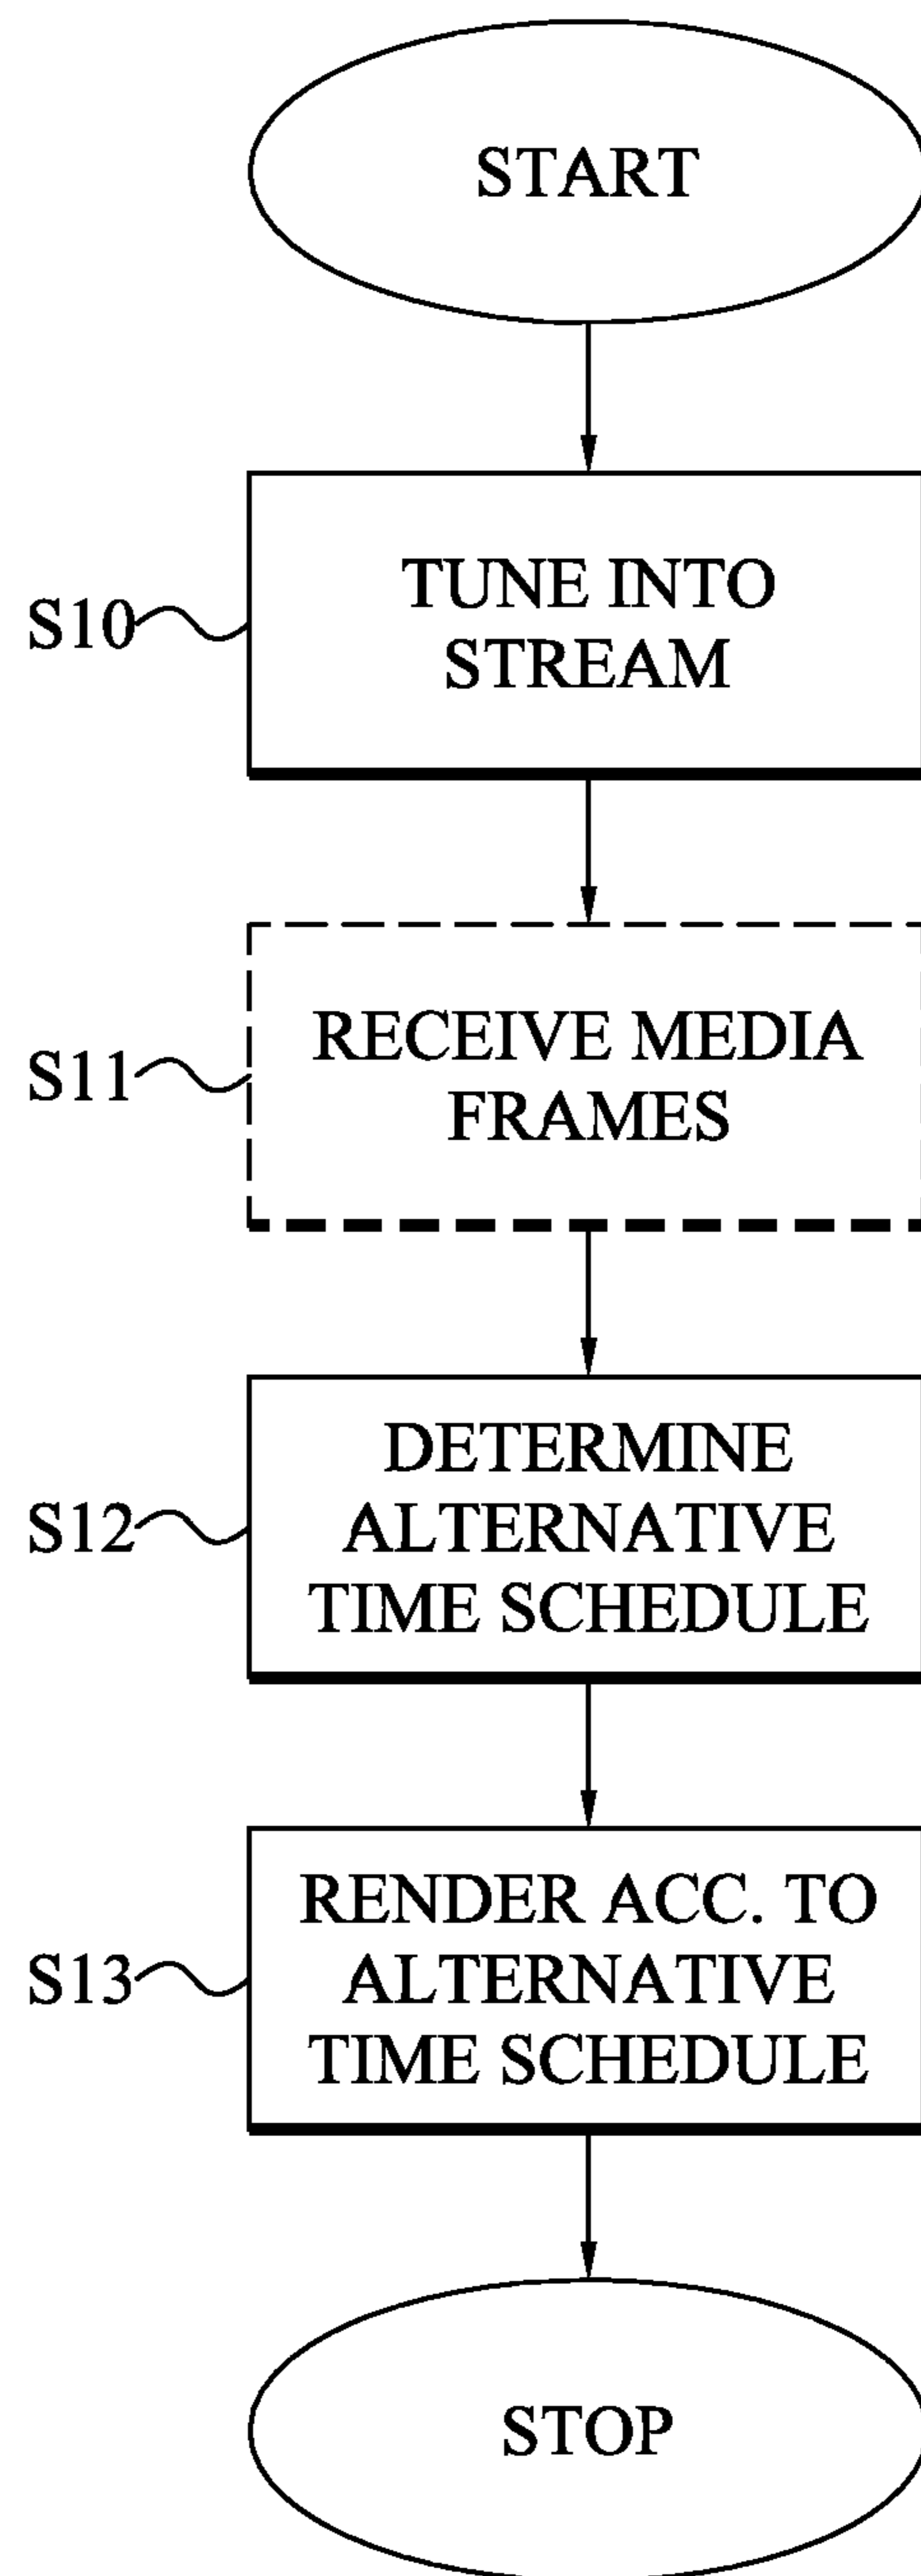 START
S10
TUNE INTO
STREAM
S11
RECEIVE MEDIA
FRAMES
S12
DETERMINE
ALTERNATIVE
TIME SCHEDULE
S13
RENDER ACC. TO
ALTERNATIVE
TIME SCHEDULE
STOP